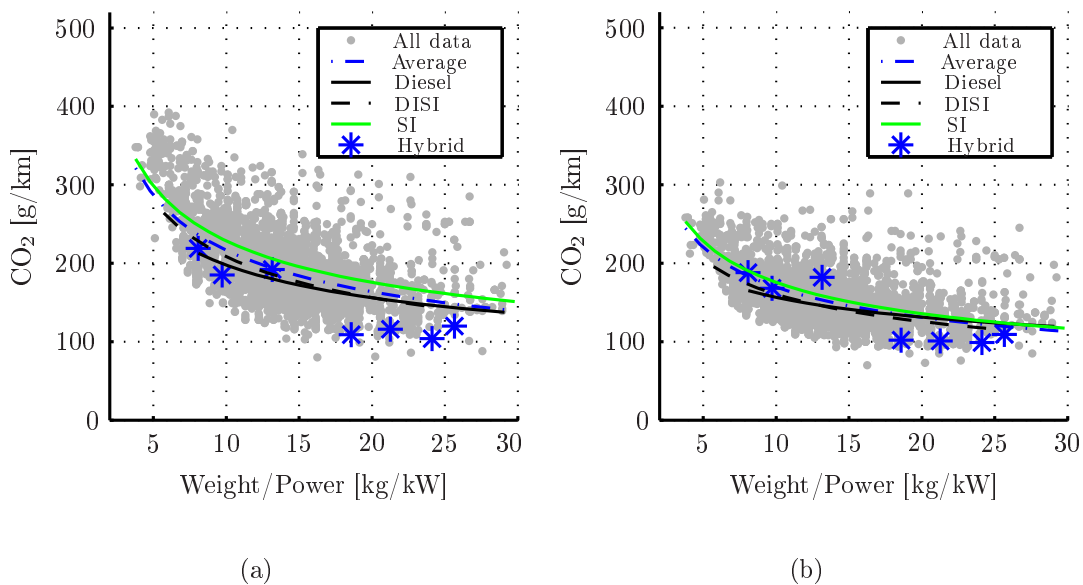 500
400
300
200
100
0
5 10 15 20 25 30
CO2 [g/km]
Weight/Power [kg/kW]
All data
Average
Diesel
DISI
SI
Hybrid
(a)
500
400
300
200
100
0
5 10 15 20 25 30
CO2 [g/km]
Weight/Power [kg/kW]
All data
Average
Diesel
DISI
SI
Hybrid
(b)